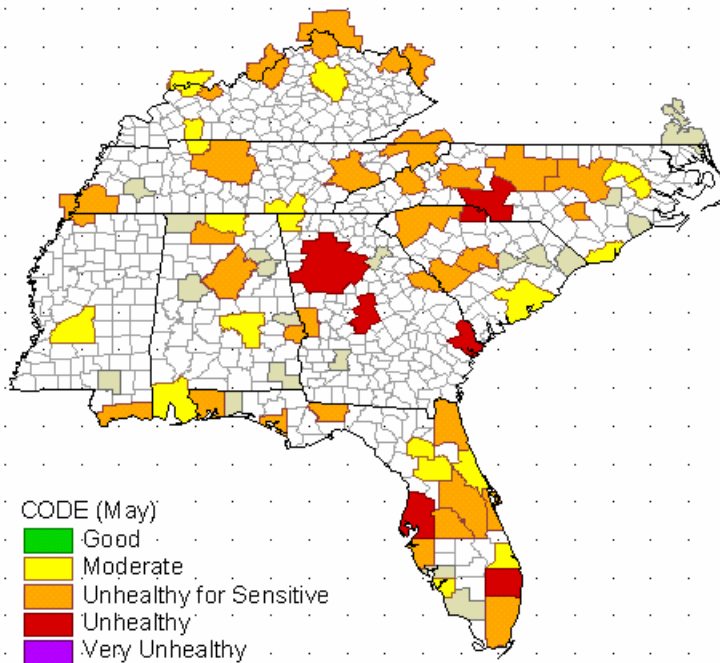 CODE (May)
Good
Moderate
Unhealthy for Sensitive
Unhealthy
Very Unhealthy